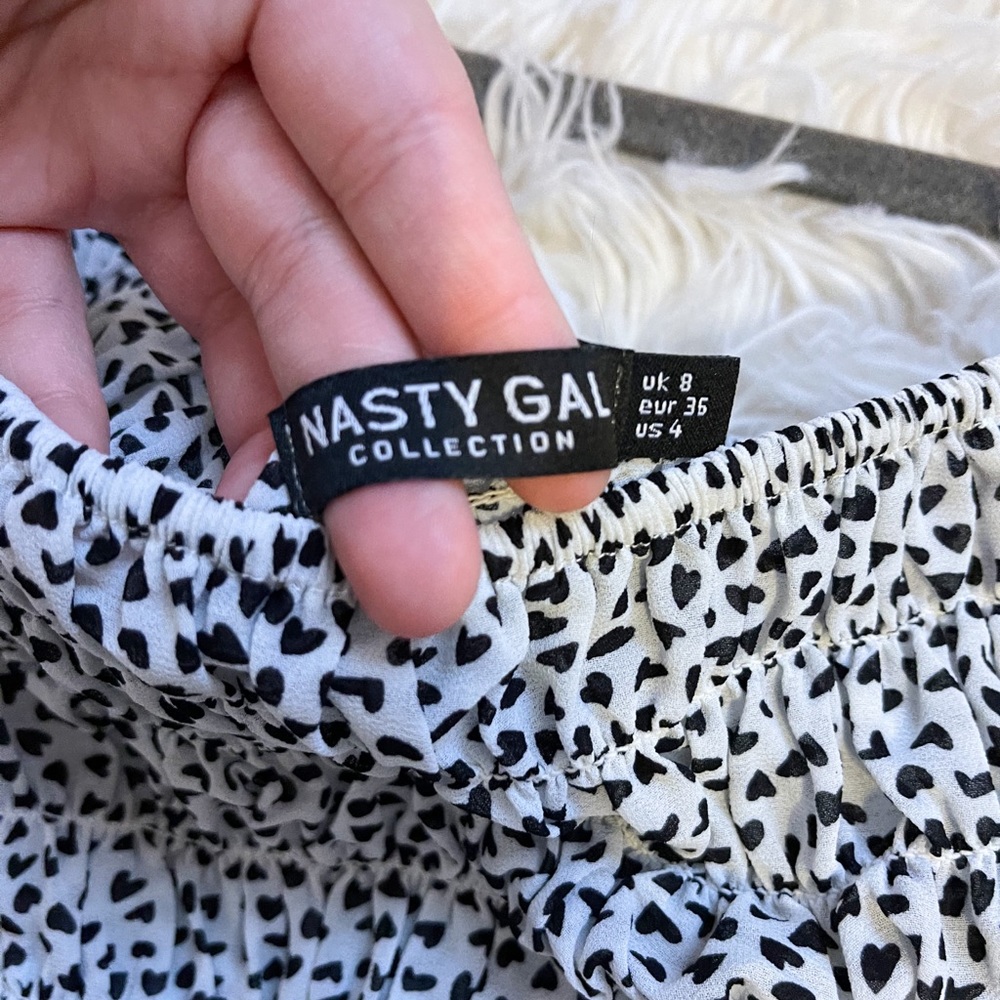 NASTY GAL
COLLECTION
uk 8
eur 36
us 4